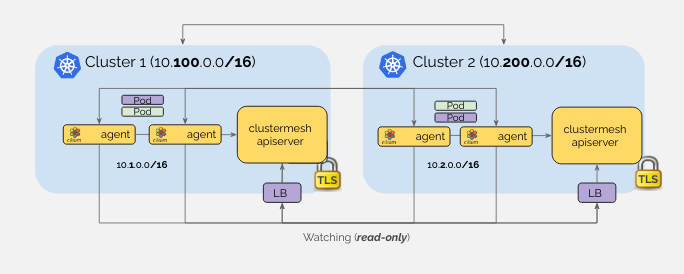 Cluster 1 (10.100.0.0/16)
Pod
Pod
cilium
agent
cilium
agent
clustermesh
apiserver
10.1.0.0/16
TLS
LB
Cluster 2 (10.200.0.0/16)
Pod
Pod
cilium
agent
cilium
agent
clustermesh
apiserver
10.2.0.0/16
TLS
LB
Watching (read-only)